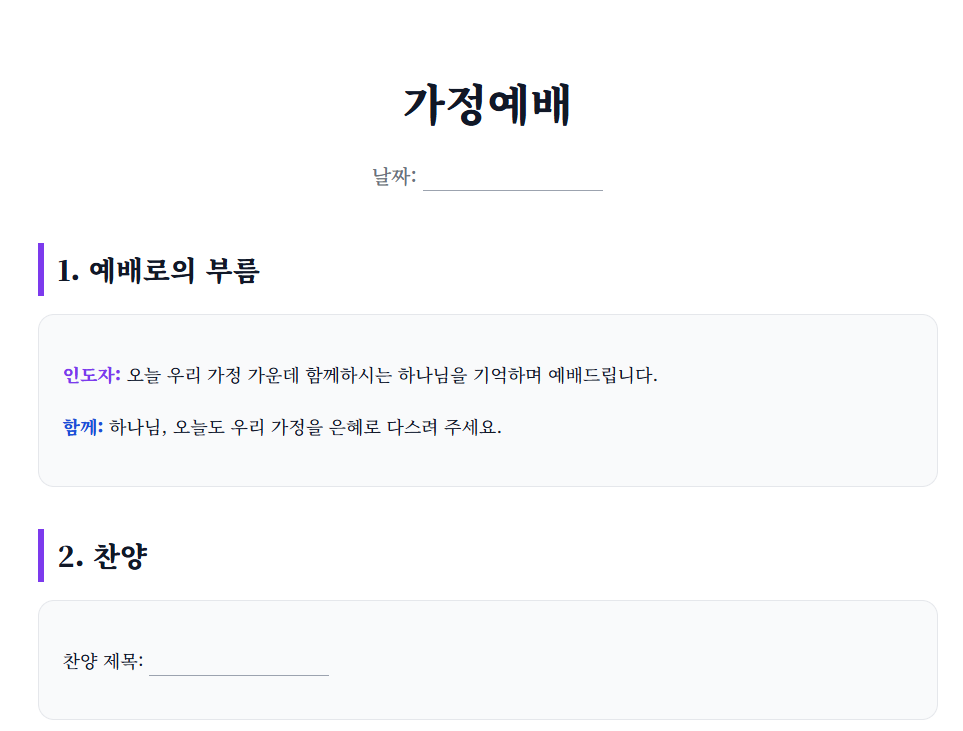 가정예배
날짜:
1. 예배로의 부름
인도자: 오늘 우리 가정 가운데 함께하시는 하나님을 기억하며 예배드립니다.
함께: 하나님, 오늘도 우리 가정을 은혜로 다스려 주세요.
2. 찬양
찬양 제목: